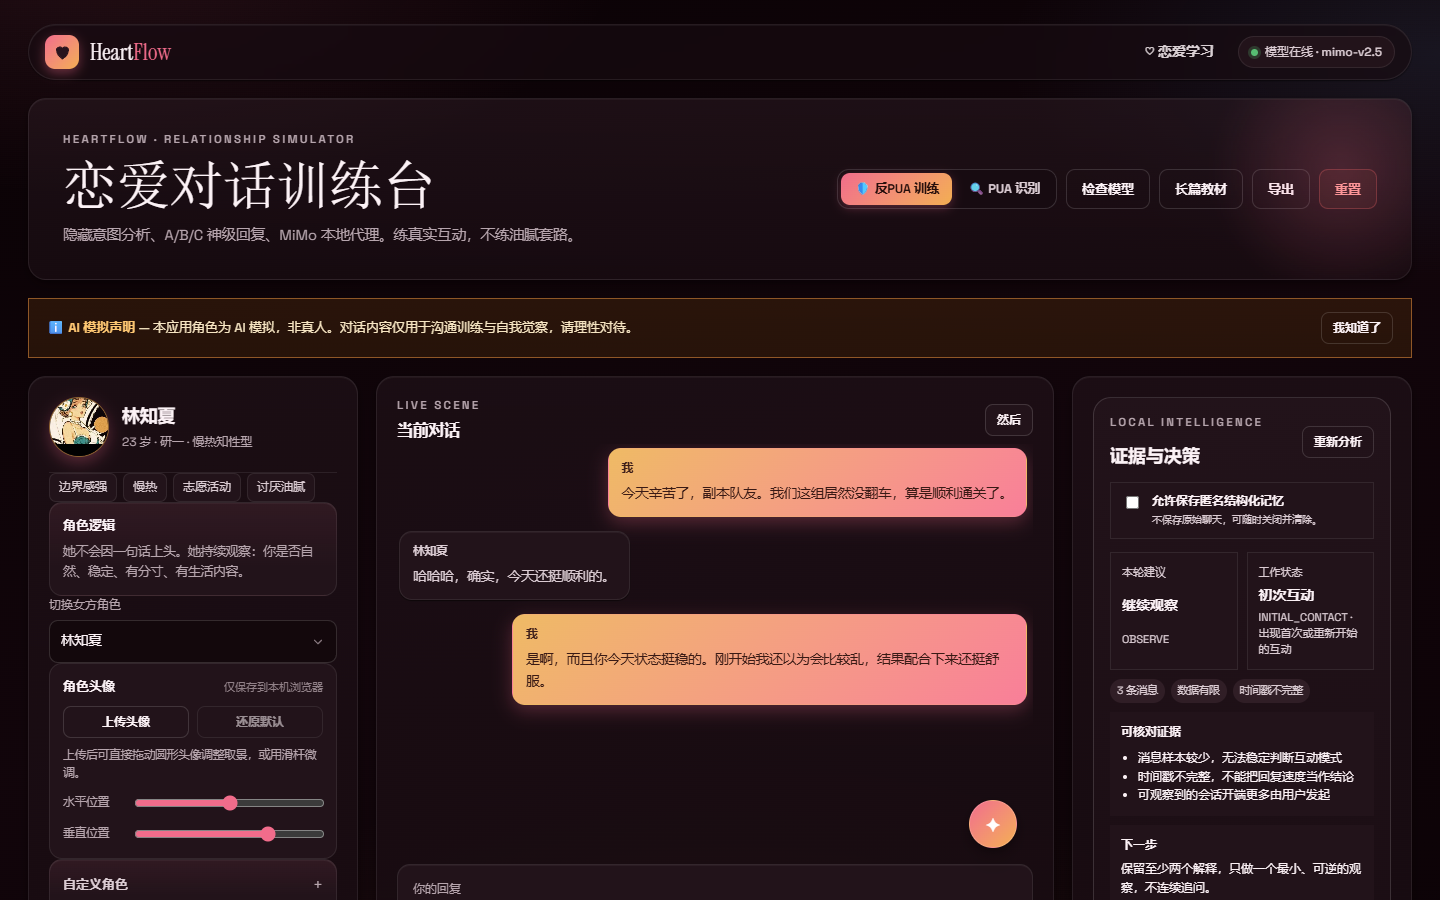 HeartFlow
♡ 恋爱学习
模型在线 · mimo-v2.5
HEARTFLOW · RELATIONSHIP SIMULATOR
恋爱对话训练台
隐藏意图分析、A/B/C 神级回复、MiMo 本地代理。练真实互动，不练油腻套路。
反PUA 训练
PUA 识别
检查模型
长篇教材
导出
重置
AI 模拟声明 — 本应用角色为 AI 模拟，非真人。对话内容仅用于沟通训练与自我觉察，请理性对待。
我知道了
林知夏
23 岁 · 研一 · 慢热知性型
边界感强
慢热
志愿活动
讨厌油腻
角色逻辑
她不会因一句话上头。她持续观察：你是否自
然、稳定、有分寸、有生活内容。
切换女方角色
林知夏
角色头像
仅保存到本机浏览器
上传头像
还原默认
上传后可直接拖动圆形头像调整取景，或用滑杆微
调。
水平位置
垂直位置
自定义角色
+
LIVE SCENE
当前对话
然后
我
今天辛苦了，副本队友。我们这组居然没翻车，算是顺利通关了。
林知夏
哈哈哈，确实，今天还挺顺利的。
我
是啊，而且你今天状态挺稳的。刚开始我还以为会比较乱，结果配合下来还挺舒
服。
你的回复
LOCAL INTELLIGENCE
证据与决策
重新分析
允许保存匿名结构化记忆
不保存原始聊天，可随时关闭并清除。
本轮建议
继续观察
OBSERVE
工作状态
初次互动
INITIAL_CONTACT ·
出现首次或重新开始
的互动
3 条消息
数据有限
时间戳不完整
可核对证据
• 消息样本较少，无法稳定判断互动模式
• 时间戳不完整，不能把回复速度当作结论
• 可观察到的会话开端更多由用户发起
下一步
保留至少两个解释，只做一个最小、可逆的观
察，不连续追问。